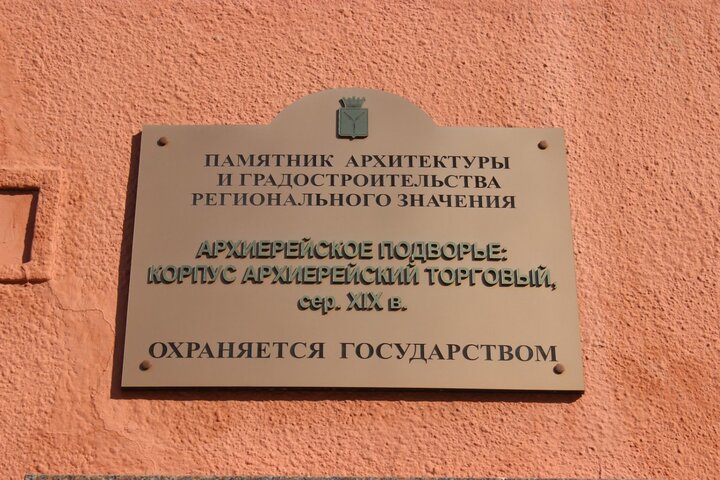 ПАМЯТНИК АРХИТЕКТУРЫ
И ГРАДОСТРОИТЕЛЬСТВА
РЕГИОНАЛЬНОГО ЗНАЧЕНИЯ
АРХИЕРЕЙСКОЕ ПОДВОРЬЕ:
КОРПУС АРХИЕРЕЙСКИЙ ТОРГОВЫЙ,
сер. XIX в.
ОХРАНЯЕТСЯ ГОСУДАРСТВОМ